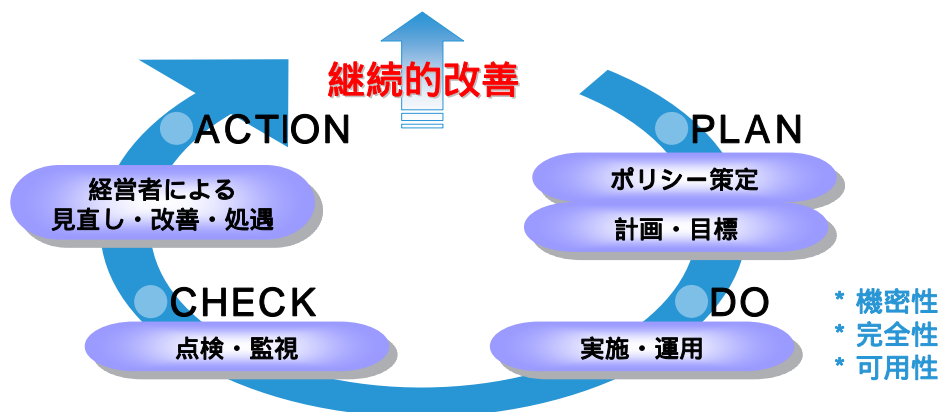 継続的改善
ACTION
経営者による
見直し・改善・処遇
PLAN
ポリシー策定
計画・目標
CHECK
点検・監視
DO
実施・運用
* 機密性
* 完全性
* 可用性